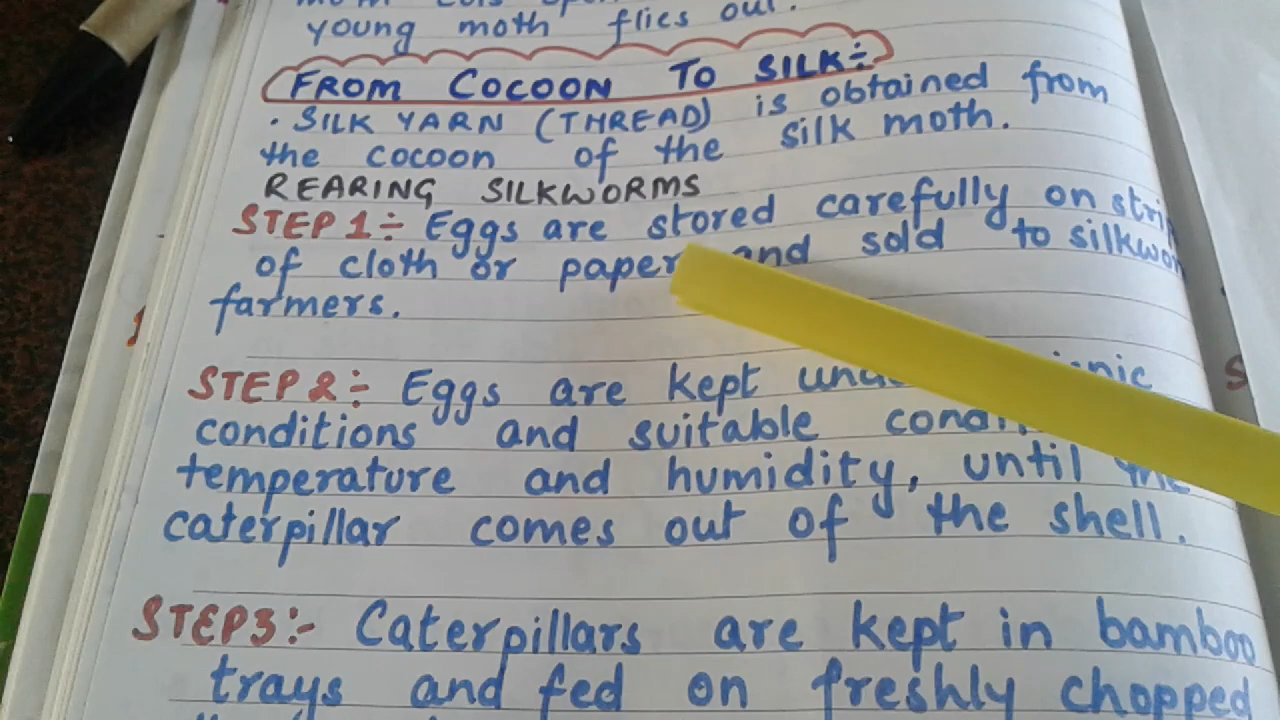 young moth flies out.
FROM COCOON TO SILK:-
. SILK YARN (THREAD) is obtained from
the cocoon of the silk moth.
REARING SILKWORMS
STEP 1:- Eggs are stored carefully on
of cloth or paper and sold to
farmers.
STEP 2:- Eggs are kept
conditions and suitable
temperature and humidity, until the
caterpillar comes out of the shell.
STEP3:- Caterpillars are kept in bamboo
trays and fed on freshly chopped